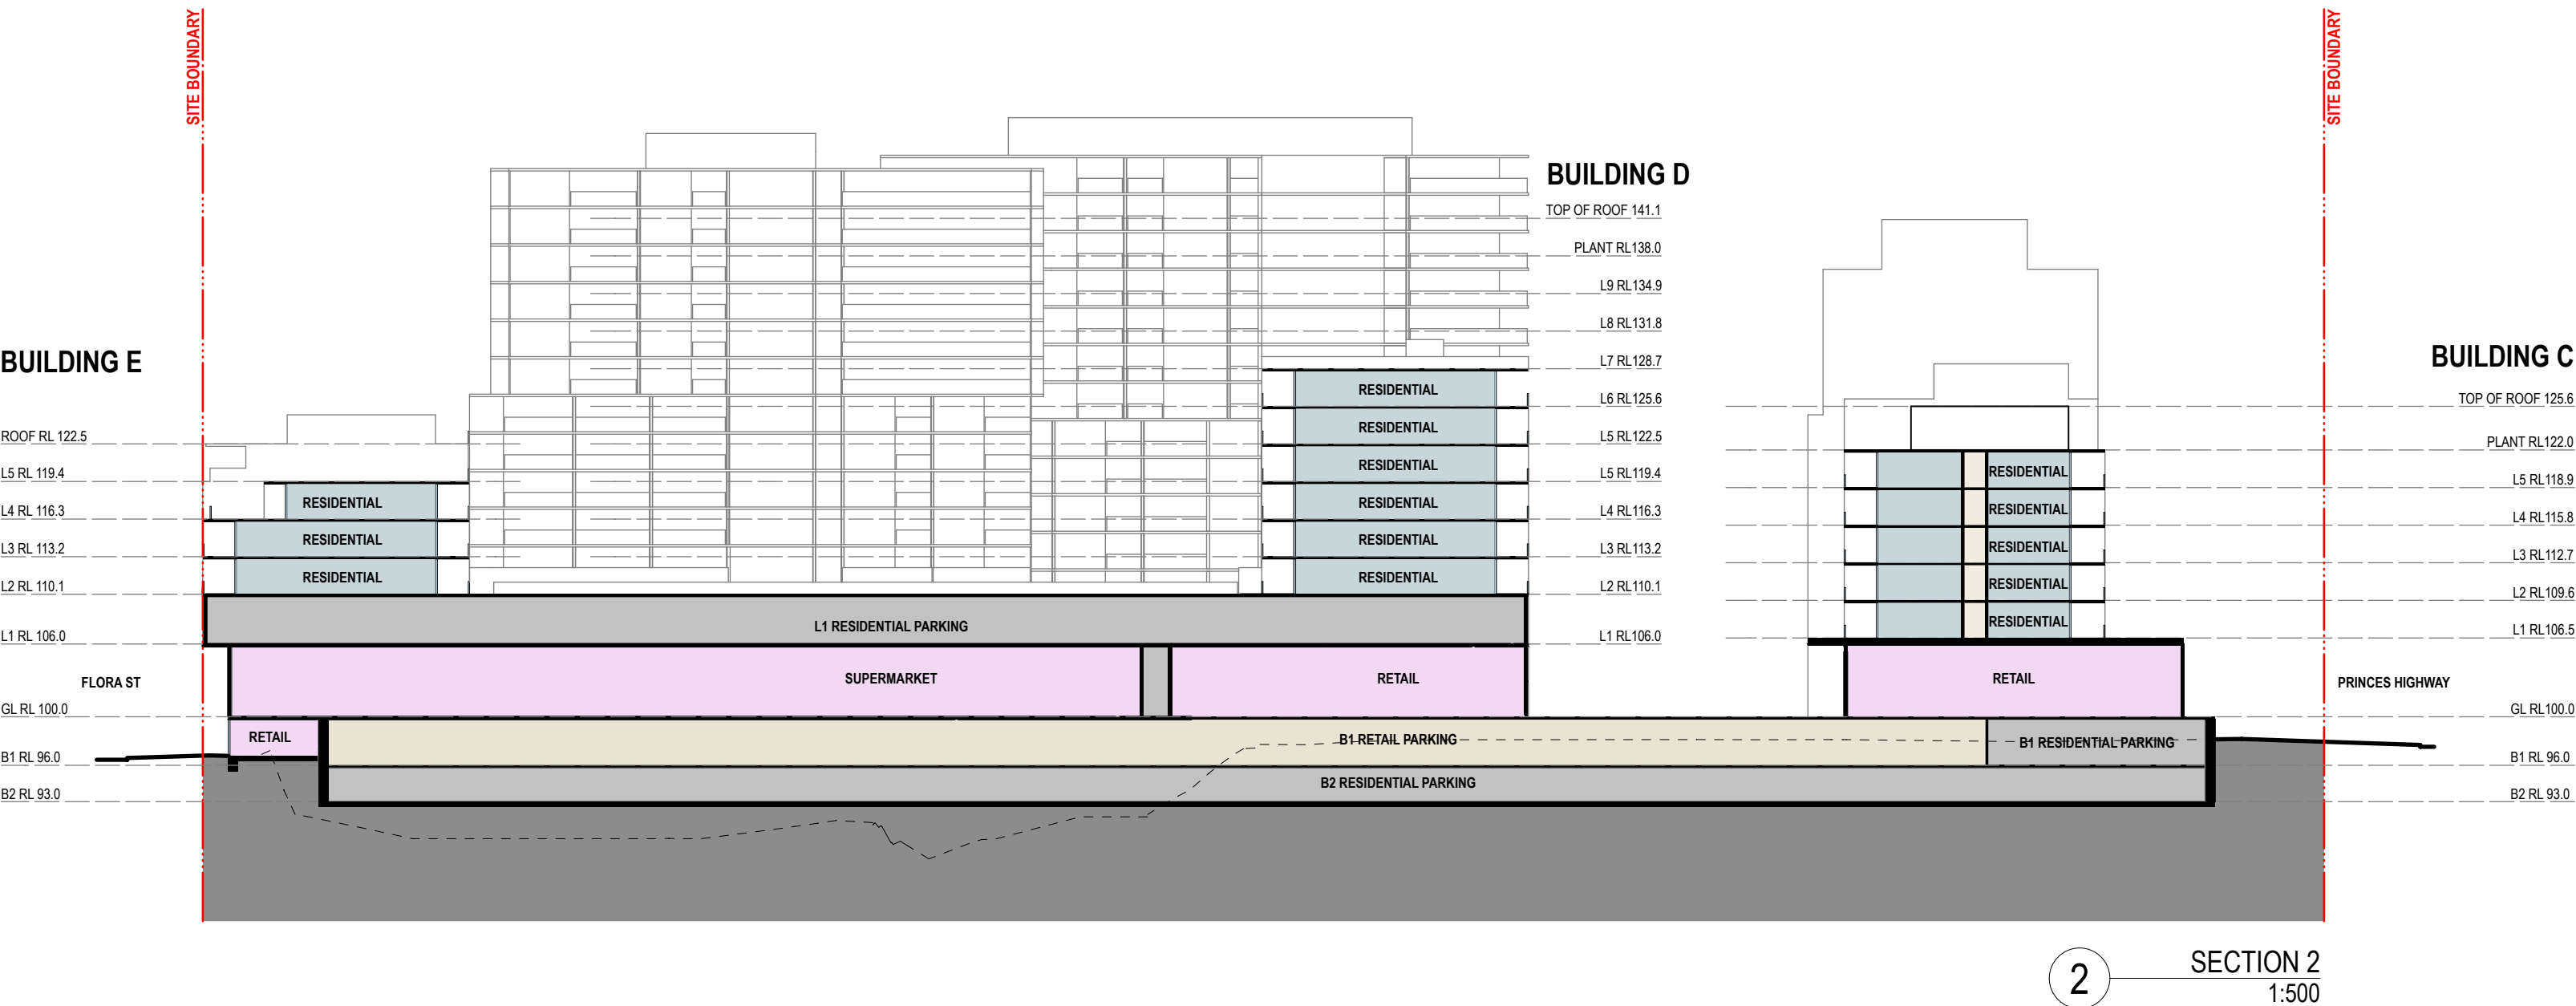 SITE BOUNDARY
SITE BOUNDARY
BUILDING E
ROOF RL 122.5
L5 RL 119.4
L4 RL 116.3
L3 RL 113.2
L2 RL 110.1
L1 RL 106.0
FLORA ST
GL RL 100.0
B1 RL 96.0
B2 RL 93.0
RESIDENTIAL
RESIDENTIAL
RESIDENTIAL
L1 RESIDENTIAL PARKING
SUPERMARKET
RETAIL
RETAIL
B1 RETAIL PARKING
B1 RESIDENTIAL PARKING
B2 RESIDENTIAL PARKING
RESIDENTIAL
RESIDENTIAL
RESIDENTIAL
RESIDENTIAL
RESIDENTIAL
RESIDENTIAL
BUILDING D
TOP OF ROOF 141.1
PLANT RL138.0
L9 RL134.9
L8 RL131.8
L7 RL128.7
L6 RL125.6
L5 RL122.5
L5 RL119.4
L4 RL116.3
L3 RL113.2
L2 RL110.1
L1 RL106.0
RESIDENTIAL
RESIDENTIAL
RESIDENTIAL
RESIDENTIAL
RESIDENTIAL
RETAIL
BUILDING C
TOP OF ROOF 125.6
PLANT RL122.0
L5 RL118.9
L4 RL115.8
L3 RL112.7
L2 RL109.6
L1 RL106.5
PRINCES HIGHWAY
GL RL100.0
B1 RL 96.0
B2 RL 93.0
2
SECTION 2
1:500